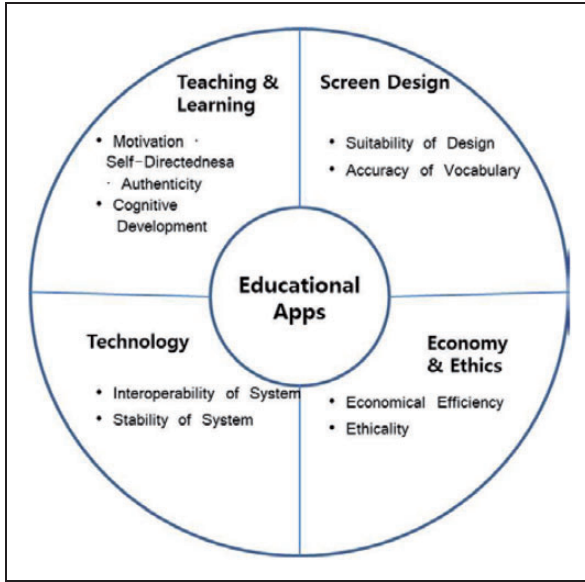 Teaching &
Learning
• Motivation ·
Self-Directednesa
· Authenticity
• Cognitive
Development
Screen Design
• Suitability of Design
• Accuracy of Vocabulary
Educational
Apps
Technology
• Interoperability of System
• Stability of System
Economy
& Ethics
• Economical Efficiency
• Ethicality